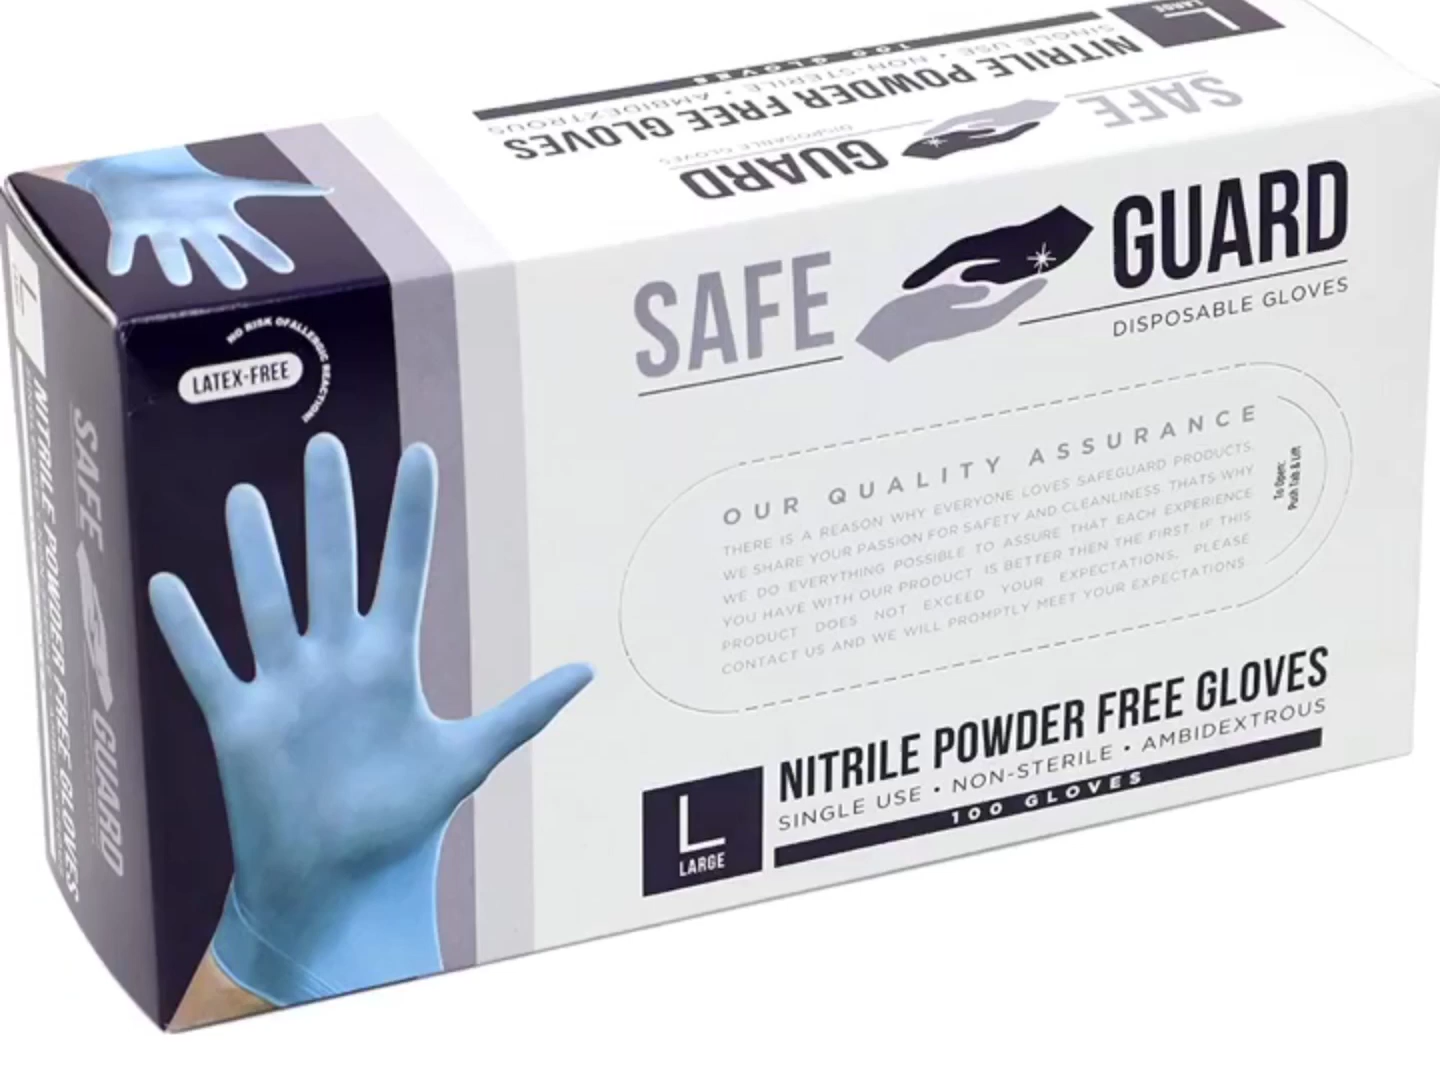 L
LARGE
SINGLE USE • NON-STERILE • AMBIDEXTROUS
100 GLOVES
NITRILE POWDER FREE GLOVES
SAFE GUARD
DISPOSABLE GLOVES
SAFE GUARD
DISPOSABLE GLOVES
NO RISK OF ALLERGIC REACTION!
LATEX-FREE
OUR QUALITY ASSURANCE
THERE IS A REASON WHY EVERYONE LOVES SAFEGUARD PRODUCTS.
WE SHARE YOUR PASSION FOR SAFETY AND CLEANLINESS THATS WHY
WE DO EVERYTHING POSSIBLE TO ASSURE THAT EACH EXPERIENCE
YOU HAVE WITH OUR PRODUCT IS BETTER THEN THE FIRST. IF THIS
PRODUCT DOES NOT EXCEED YOUR EXPECTATIONS. PLEASE
CONTACT US AND WE WILL PROMPTLY MEET YOUR EXPECTATIONS.
To Open:
Push Tab & Lift
NITRILE POWDER FREE GLOVES
SINGLE USE • NON-STERILE • AMBIDEXTROUS
100 GLOVES
L
LARGE
L
NITRILE POWDER FREE GLOVES
SAFE GUARD